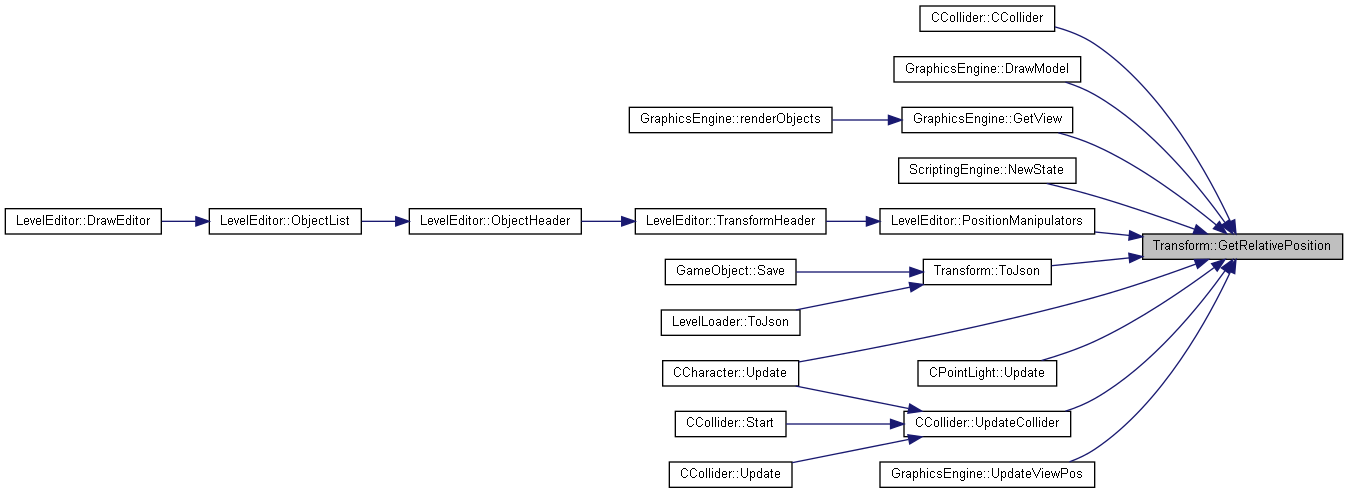 CCollider::CCollider
GraphicsEngine::DrawModel
GraphicsEngine::renderObjects
GraphicsEngine::GetView
ScriptingEngine::NewState
LevelEditor::DrawEditor
LevelEditor::ObjectList
LevelEditor::ObjectHeader
LevelEditor::TransformHeader
LevelEditor::PositionManipulators
Transform::GetRelativePosition
GameObject::Save
Transform::ToJson
LevelLoader::ToJson
CCharacter::Update
CPointLight::Update
CCollider::Start
CCollider::UpdateCollider
CCollider::Update
GraphicsEngine::UpdateViewPos